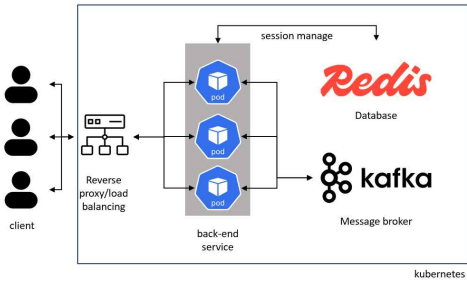 session manage
Redis
Database
pod
pod
pod
Reverse
proxy/load
balancing
kafka
Message broker
client
back-end
service
kubernetes